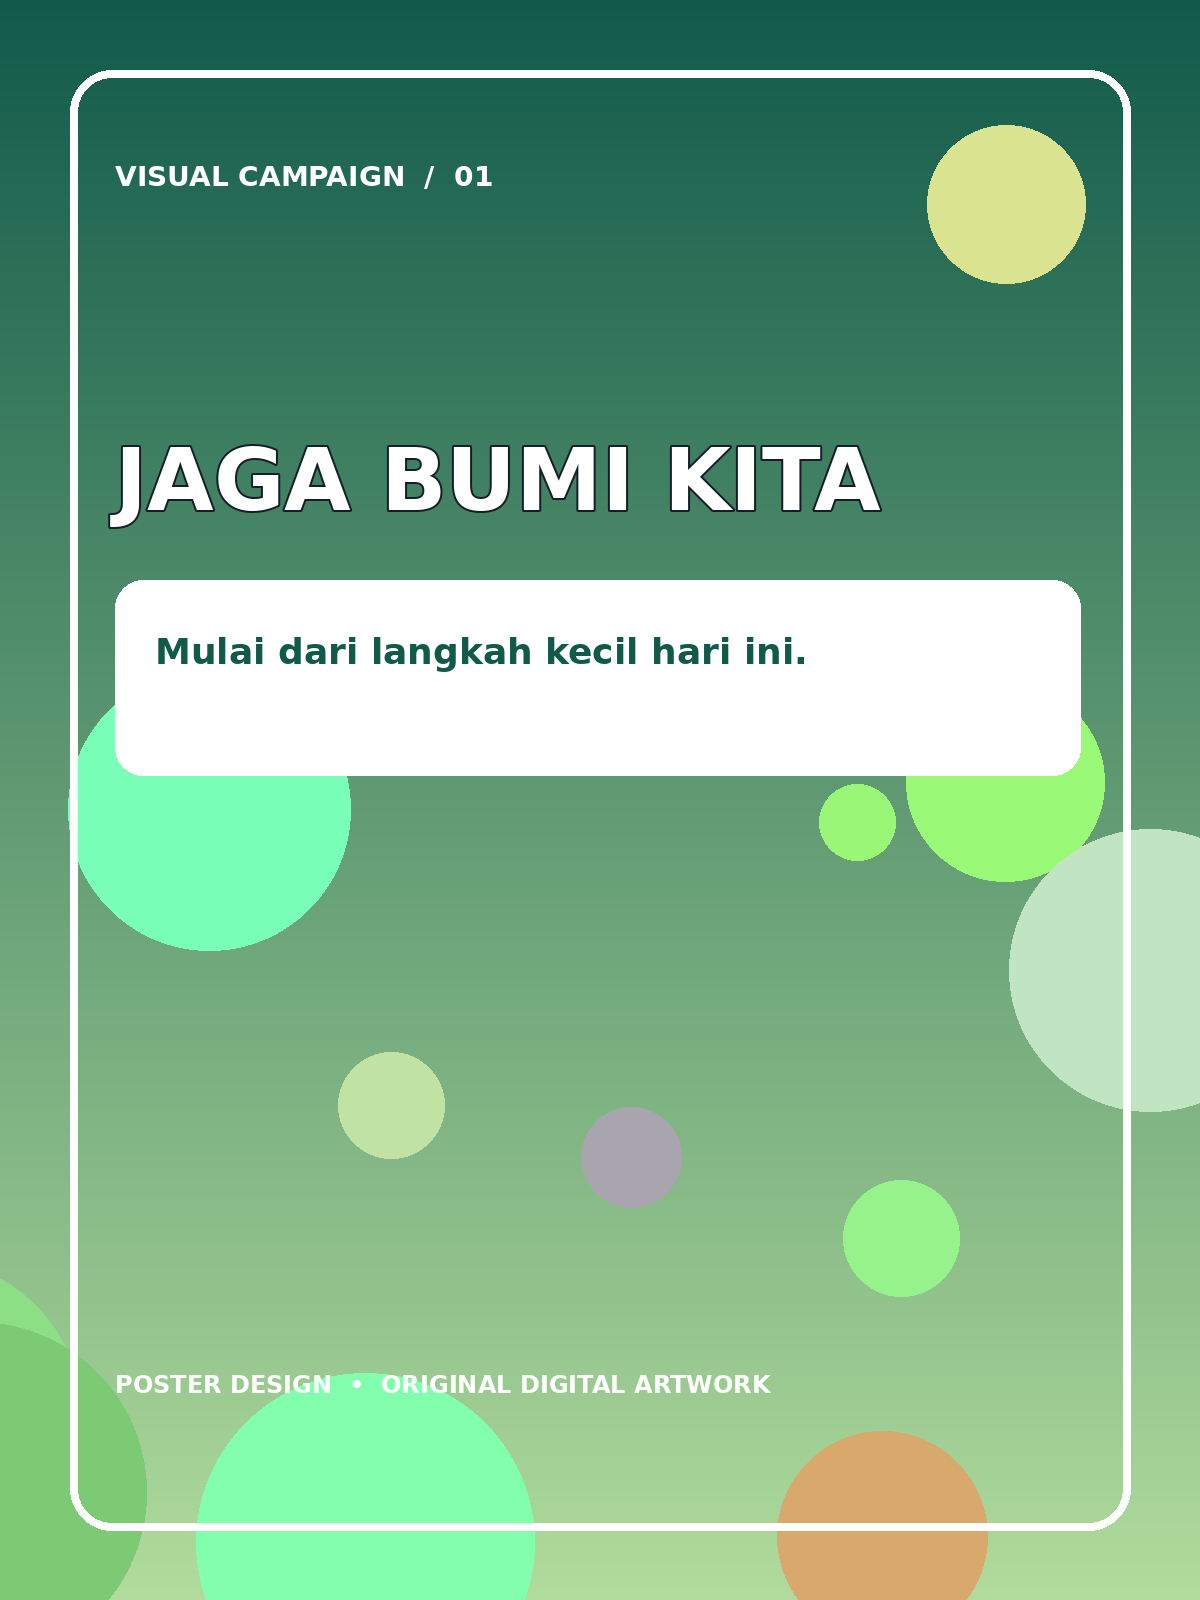 VISUAL CAMPAIGN / 01
JAGA BUMI KITA
Mulai dari langkah kecil hari ini.
POSTER DESIGN • ORIGINAL DIGITAL ARTWORK